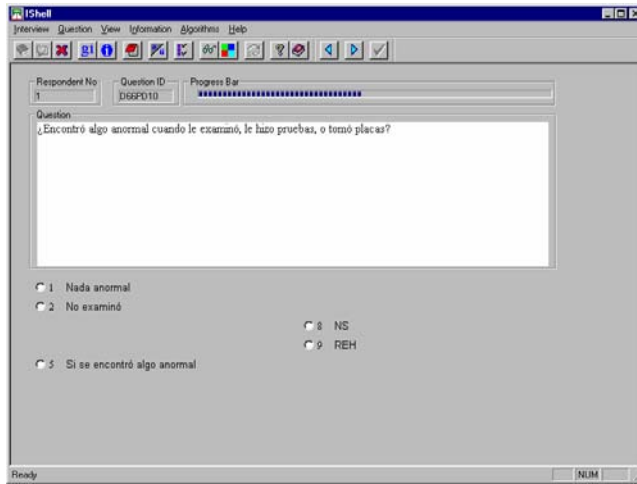 IShell
Interview Question View Information Algorithms Help
Respondent No Question ID Progress Bar
1 D66PD10
Question
¿Encontró algo anormal cuando le examinó, le hizo pruebas, o tomó placas?
1 Nada anormal
2 No examinó
8 NS
9 REH
5 Si se encontró algo anormal
Ready NUM